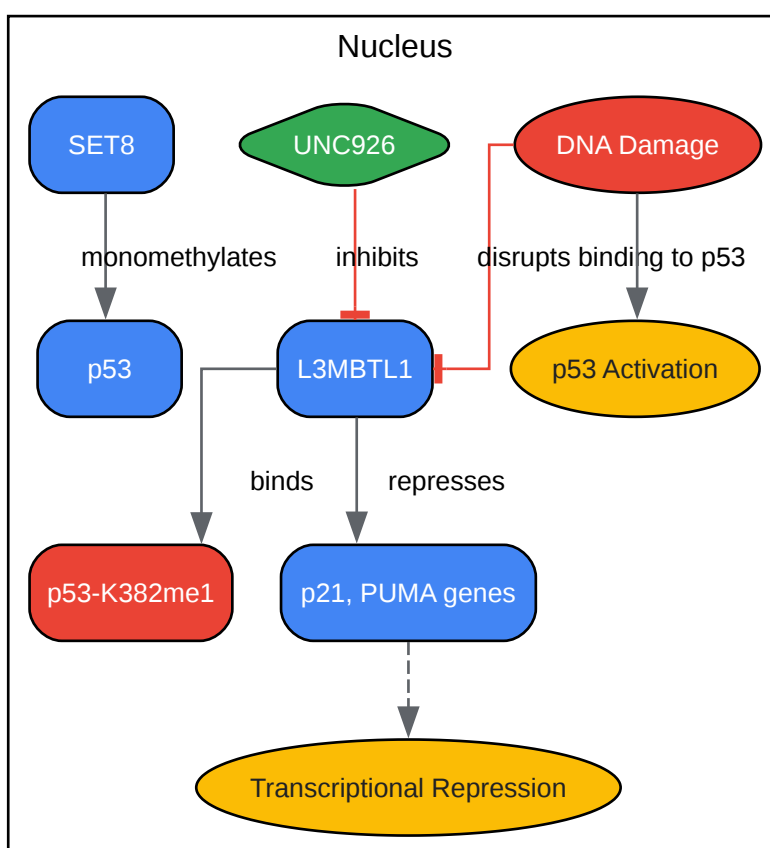 Nucleus
SET8
UNC926
DNA Damage
monomethylates
inhibits
disrupts binding to p53
p53
L3MBTL1
p53 Activation
binds
represses
p53-K382me1
p21, PUMA genes
Transcriptional Repression